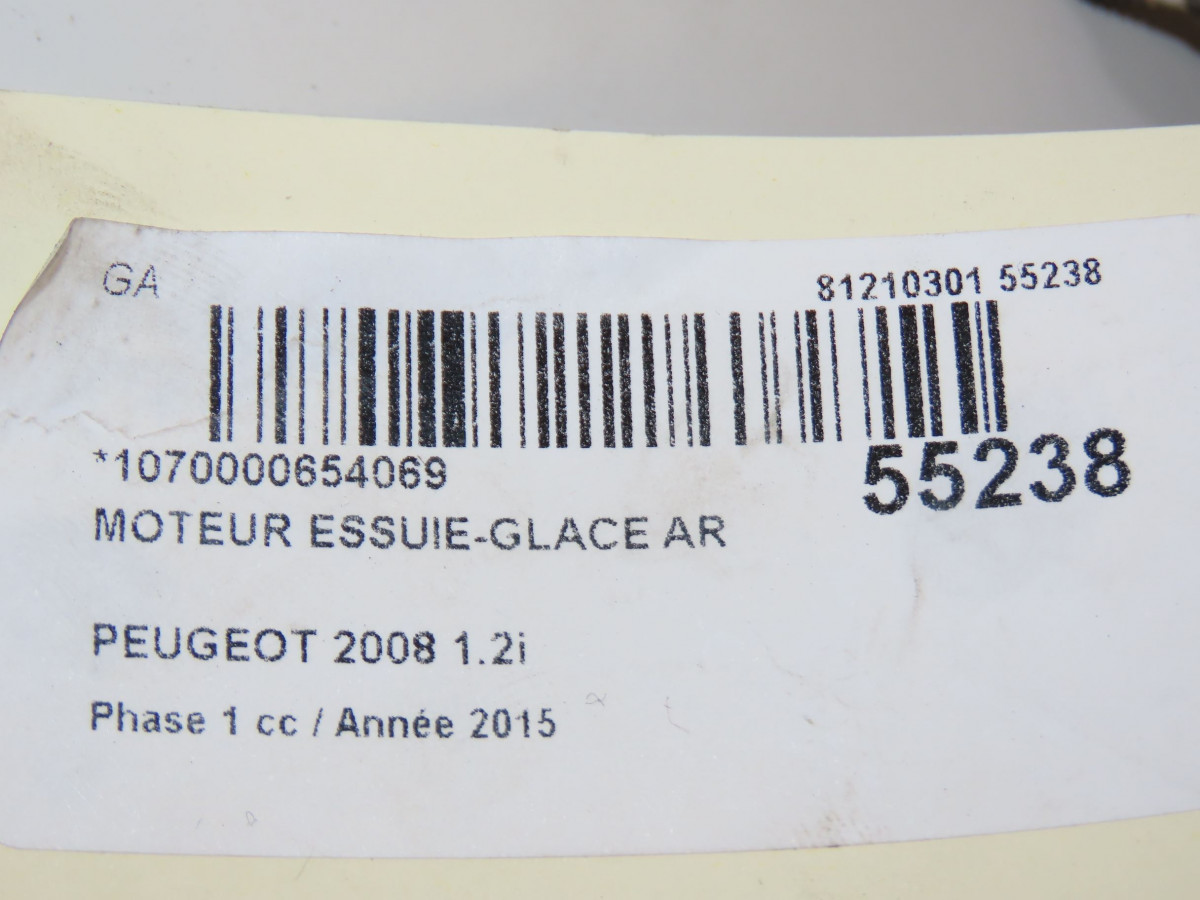 GA 81210301 55238
*1070000654069
55238
MOTEUR ESSUIE-GLACE AR
PEUGEOT 2008 1.2i
Phase 1 cc / Année 2015